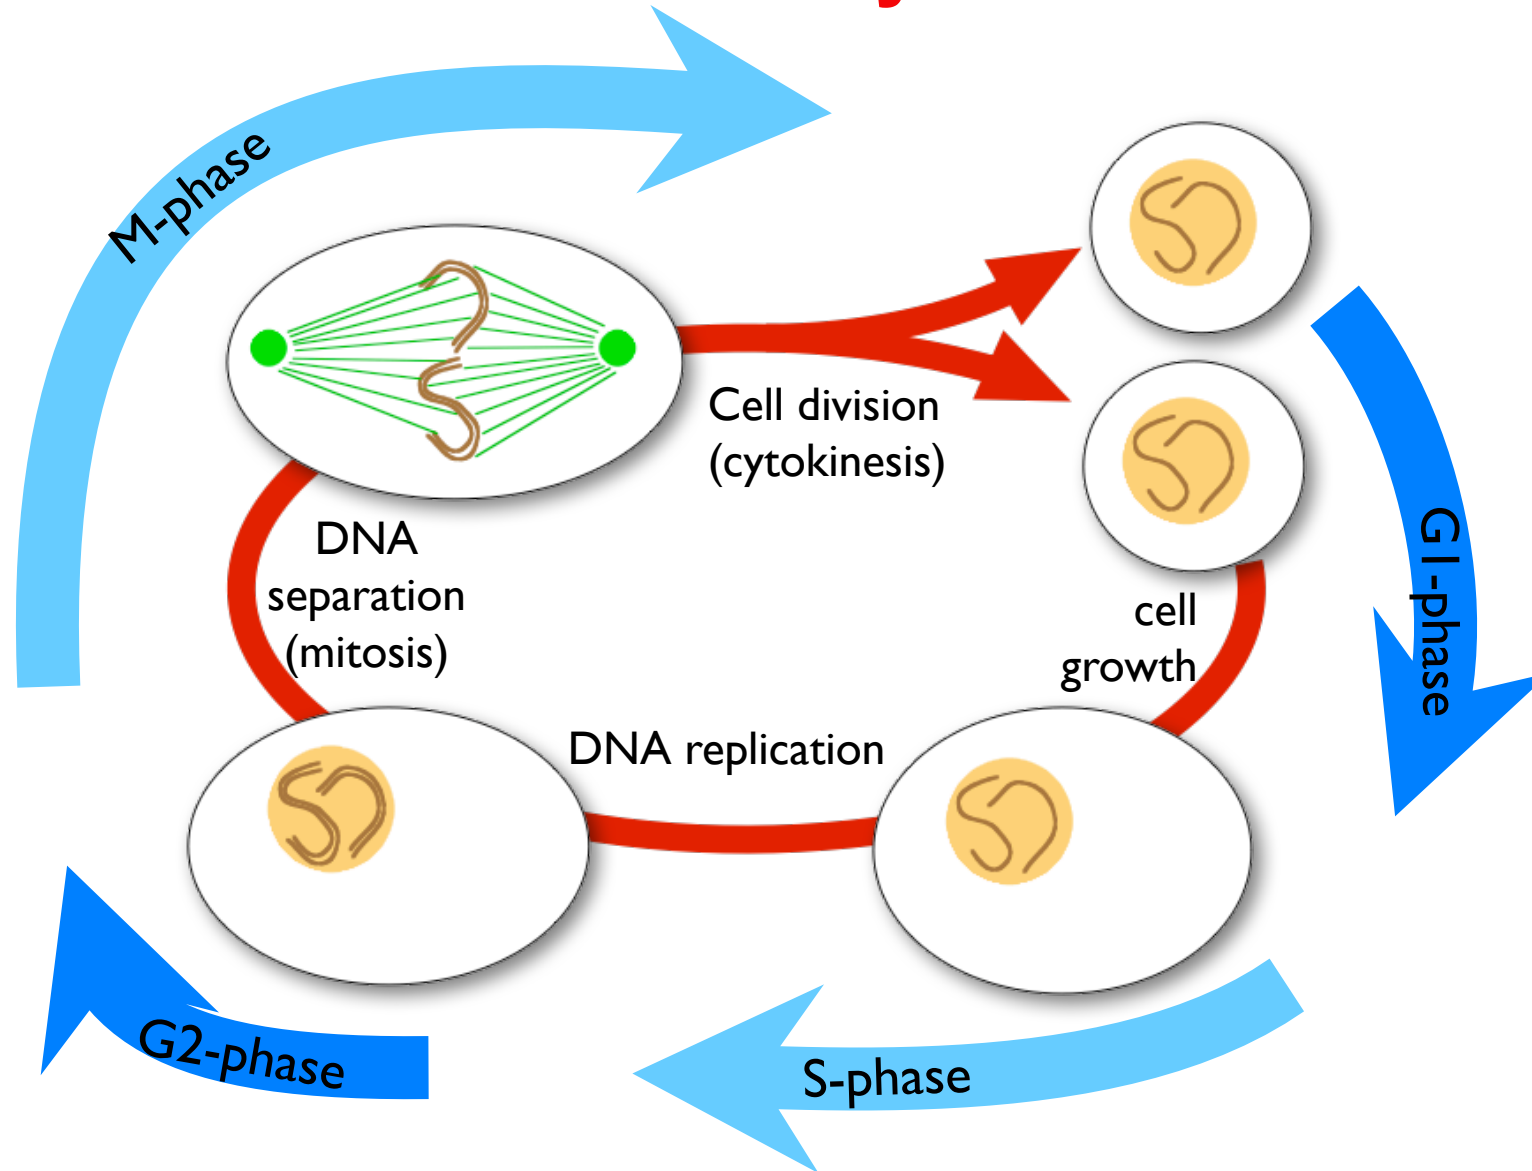 M-phase
Cell division
(cytokinesis)
DNA
separation
(mitosis)
G1-phase
cell
growth
DNA replication
G2-phase
S-phase